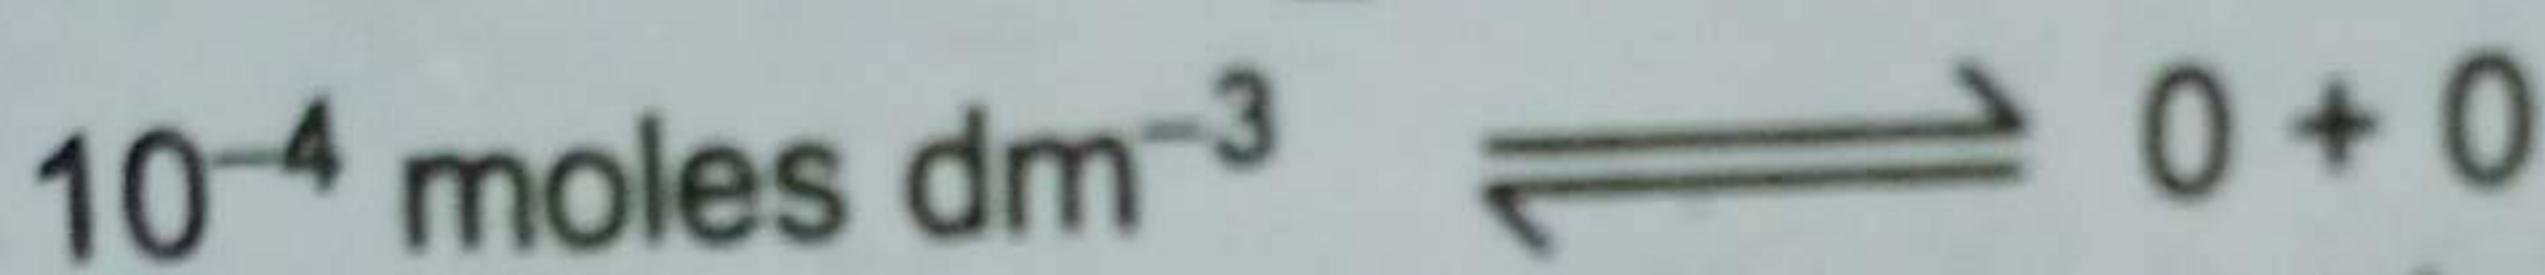 10⁻⁴ moles dm⁻³ ⇌ 0 + 0